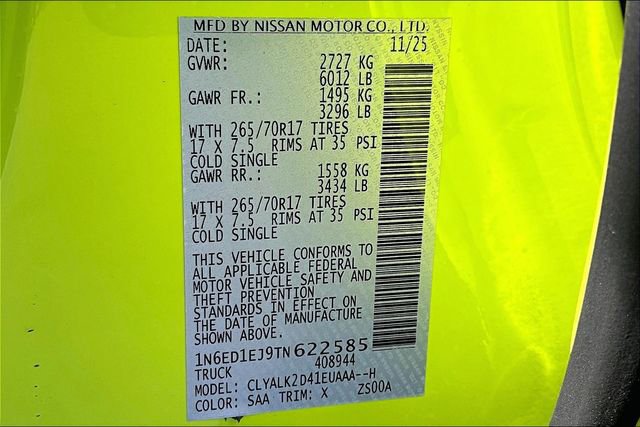 MFD BY NISSAN MOTOR CO., LTD.
DATE: 11/25
GVWR: 2727 KG
6012 LB
GAWR FR.: 1495 KG
3296 LB
WITH 265/70R17 TIRES
17 X 7.5 RIMS AT 35 PSI
COLD SINGLE
GAWR RR.: 1558 KG
3434 LB
WITH 265/70R17 TIRES
17 X 7.5 RIMS AT 35 PSI
COLD SINGLE
THIS VEHICLE CONFORMS TO
ALL APPLICABLE FEDERAL
MOTOR VEHICLE SAFETY AND
THEFT PREVENTION
STANDARDS IN EFFECT ON
THE DATE OF MANUFACTURE
SHOWN ABOVE.
1N6ED1EJ9TN622585
TRUCK 408944
MODEL: CLYALK2D41EUAAA--H
COLOR: SAA TRIM: X ZS00A